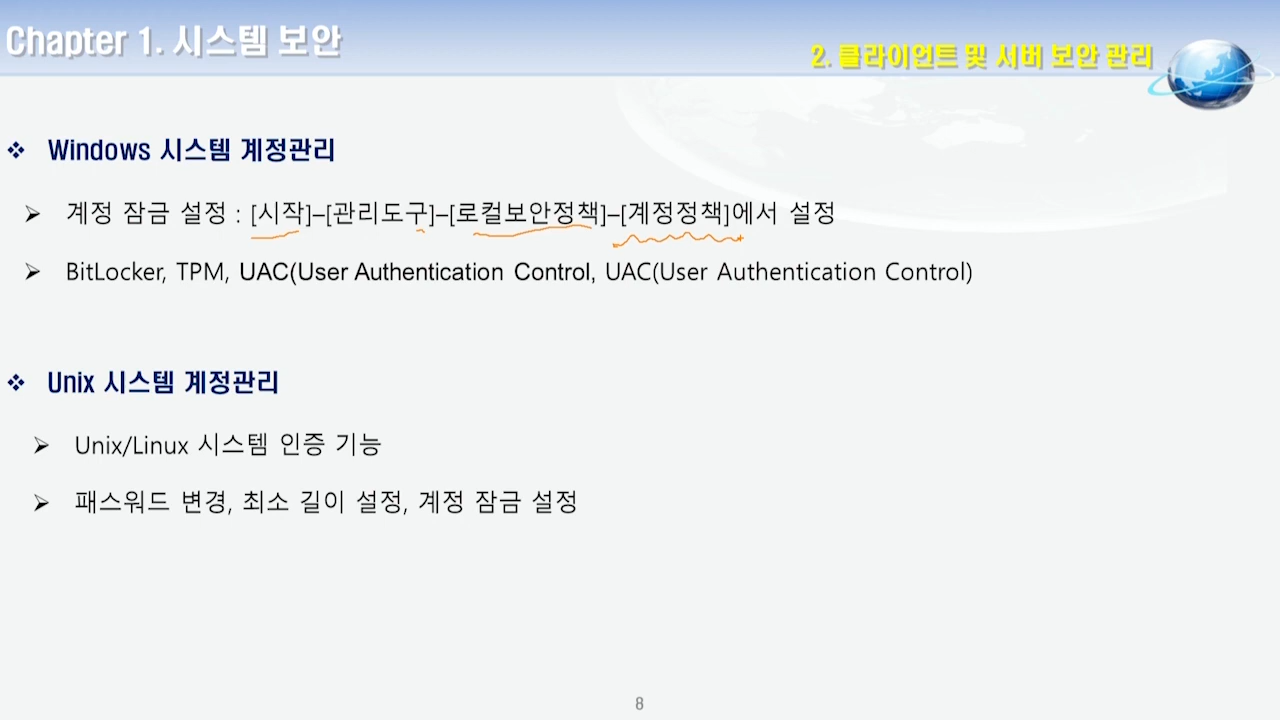 Chapter 1. 시스템 보안
2. 클라이언트 및 서버 보안 관리
❖ Windows 시스템 계정관리
➢ 계정 잠금 설정 : [시작]–[관리도구]–[로컬보안정책]–[계정정책]에서 설정
➢ BitLocker, TPM, UAC(User Authentication Control, UAC(User Authentication Control)
❖ Unix 시스템 계정관리
➢ Unix/Linux 시스템 인증 기능
➢ 패스워드 변경, 최소 길이 설정, 계정 잠금 설정
8